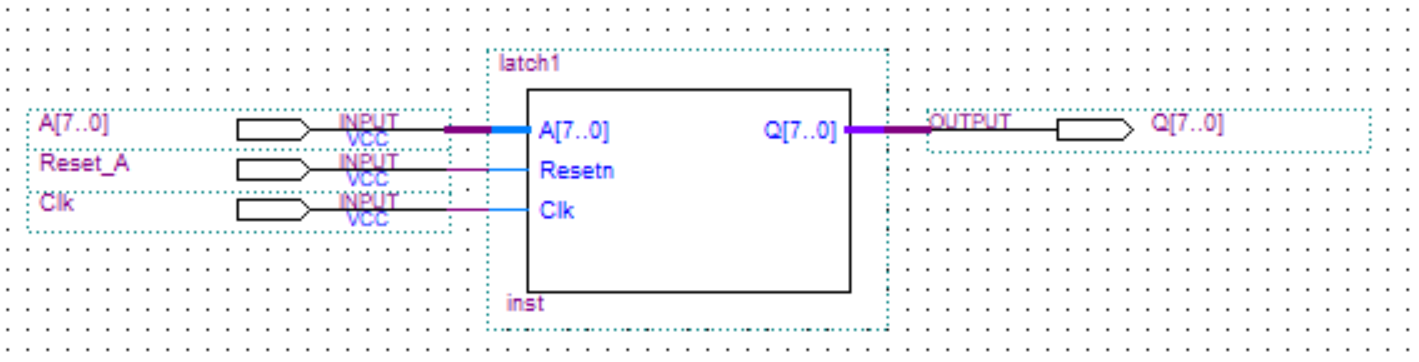 latch1
A[7..0] INPUT VCC A[7..0] Q[7..0] OUTPUT Q[7..0]
Reset_A INPUT VCC Resetn
Clk INPUT VCC Clk
inst